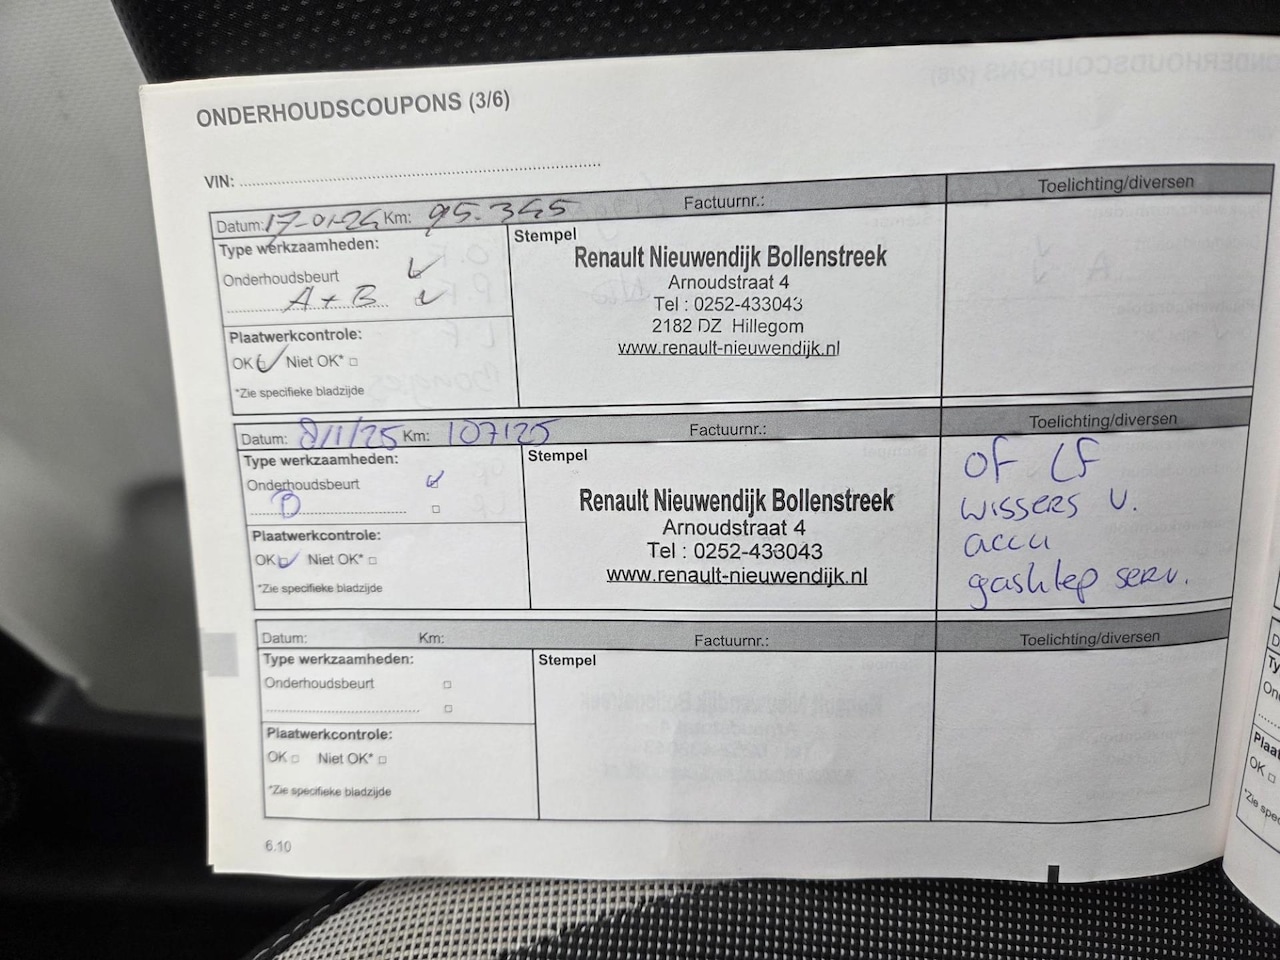 ONDERHOUDSCOUPONS (3/6)
VIN:
Datum: 17-01-24 Km: 95.345 Factuurnr.: Toelichting/diversen
Type werkzaamheden:
Onderhoudsbeurt
A + B
Plaatwerkcontrole:
OK Niet OK*
*Zie specifieke bladzijde
Stempel
Renault Nieuwendijk Bollenstreek
Arnoudstraat 4
Tel : 0252-433043
2182 DZ Hillegom
www.renault-nieuwendijk.nl
Datum: 8/1/25 Km: 107125 Factuurnr.: Toelichting/diversen
Type werkzaamheden:
Onderhoudsbeurt
Plaatwerkcontrole:
OK Niet OK*
*Zie specifieke bladzijde
Stempel
Renault Nieuwendijk Bollenstreek
Arnoudstraat 4
Tel : 0252-433043
www.renault-nieuwendijk.nl
OF LF
WISSERS V.
accu
gasklep serv.
Datum: Km: Factuurnr.: Toelichting/diversen
Type werkzaamheden:
Onderhoudsbeurt
Plaatwerkcontrole:
OK Niet OK*
*Zie specifieke bladzijde
Stempel
6.10